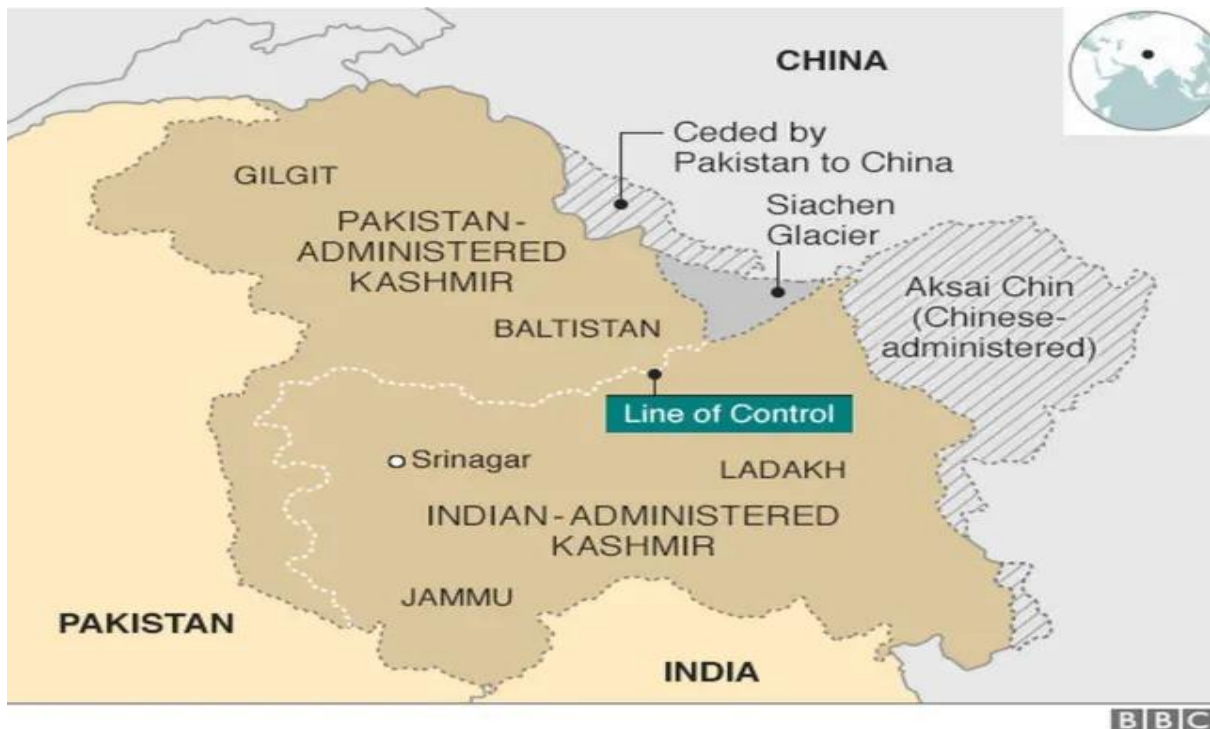 CHINA
Ceded by
Pakistan to China
Siachen
Glacier
GILGIT
PAKISTAN-
ADMINISTERED
KASHMIR
BALTISTAN
Aksai Chin
(Chinese-
administered)
Line of Control
Srinagar
LADAKH
INDIAN-ADMINISTERED
KASHMIR
JAMMU
PAKISTAN
INDIA
BBC